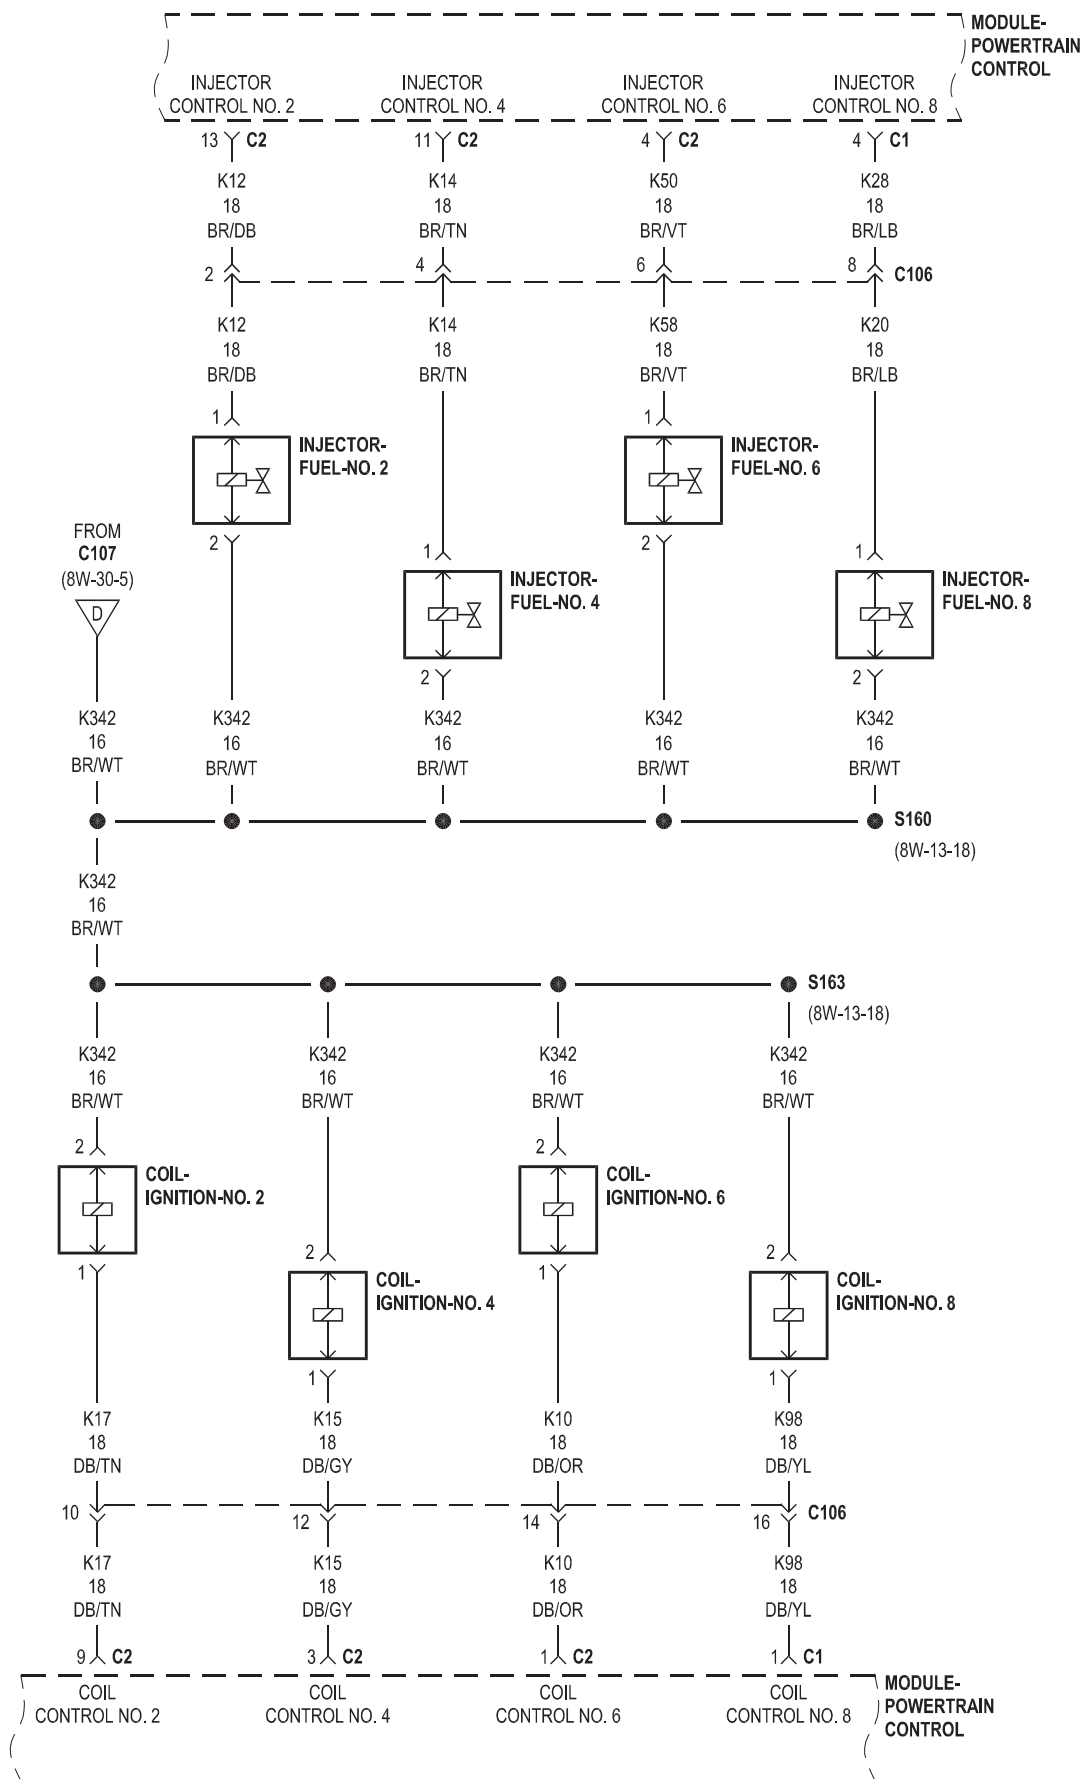 MODULE-
POWERTRAIN
CONTROL
INJECTOR
CONTROL NO. 2
INJECTOR
CONTROL NO. 4
INJECTOR
CONTROL NO. 6
INJECTOR
CONTROL NO. 8
13 C2
11 C2
4 C2
4 C1
K12
18
BR/DB
K14
18
BR/TN
K50
18
BR/VT
K28
18
BR/LB
2
4
6
8
C106
K12
18
BR/DB
K14
18
BR/TN
K58
18
BR/VT
K20
18
BR/LB
1
INJECTOR-
FUEL-NO. 2
2
1
INJECTOR-
FUEL-NO. 6
2
FROM
C107
(8W-30-5)
D
1
INJECTOR-
FUEL-NO. 4
2
1
INJECTOR-
FUEL-NO. 8
2
K342
16
BR/WT
K342
16
BR/WT
K342
16
BR/WT
K342
16
BR/WT
K342
16
BR/WT
S160
(8W-13-18)
K342
16
BR/WT
S163
(8W-13-18)
K342
16
BR/WT
K342
16
BR/WT
K342
16
BR/WT
K342
16
BR/WT
2
COIL-
IGNITION-NO. 2
1
2
COIL-
IGNITION-NO. 6
1
2
COIL-
IGNITION-NO. 4
1
2
COIL-
IGNITION-NO. 8
1
K17
18
DB/TN
K15
18
DB/GY
K10
18
DB/OR
K98
18
DB/YL
10
12
14
16
C106
K17
18
DB/TN
K15
18
DB/GY
K10
18
DB/OR
K98
18
DB/YL
9 C2
3 C2
1 C2
1 C1
COIL
CONTROL NO. 2
COIL
CONTROL NO. 4
COIL
CONTROL NO. 6
COIL
CONTROL NO. 8
MODULE-
POWERTRAIN
CONTROL